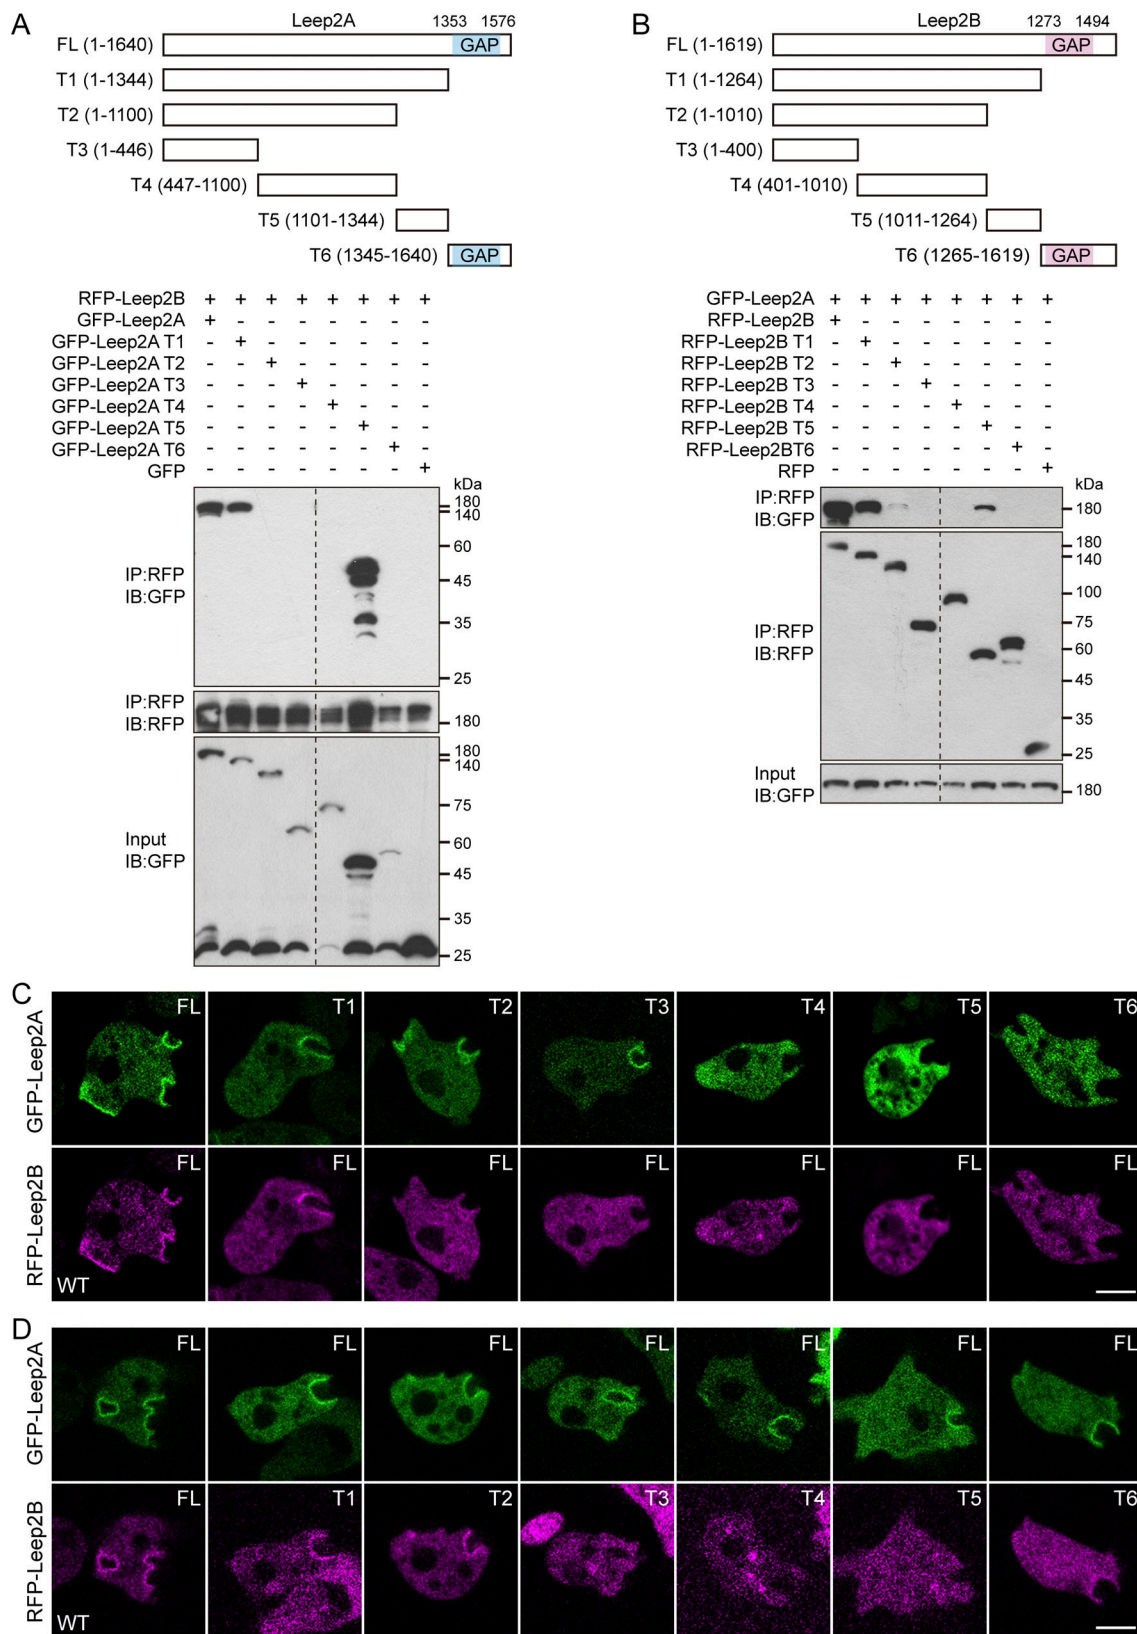 A
Leep2A
1353 1576
FL (1-1640)
GAP
T1 (1-1344)
T2 (1-1100)
T3 (1-446)
T4 (447-1100)
T5 (1101-1344)
T6 (1345-1640)
GAP
RFP-Leep2B + + + + + + + +
GFP-Leep2A + - - - - - - -
GFP-Leep2A T1 - + - - - - - -
GFP-Leep2A T2 - - + - - - - -
GFP-Leep2A T3 - - - + - - - -
GFP-Leep2A T4 - - - - + - - -
GFP-Leep2A T5 - - - - - + - -
GFP-Leep2A T6 - - - - - - + -
GFP - - - - - - - +
kDa
IP:RFP
IB:GFP
180
140
60
45
35
25
IP:RFP
IB:RFP
180
Input
IB:GFP
180
140
75
60
45
35
25
B
Leep2B
1273 1494
FL (1-1619)
GAP
T1 (1-1264)
T2 (1-1010)
T3 (1-400)
T4 (401-1010)
T5 (1011-1264)
T6 (1265-1619)
GAP
GFP-Leep2A + + + + + + + +
RFP-Leep2B + - - - - - - -
RFP-Leep2B T1 - + - - - - - -
RFP-Leep2B T2 - - + - - - - -
RFP-Leep2B T3 - - - + - - - -
RFP-Leep2B T4 - - - - + - - -
RFP-Leep2B T5 - - - - - + - -
RFP-Leep2BT6 - - - - - - + -
RFP - - - - - - - +
kDa
IP:RFP
IB:GFP
180
IP:RFP
IB:RFP
180
140
100
75
60
45
35
25
Input
IB:GFP
180
C
GFP-Leep2A
FL T1 T2 T3 T4 T5 T6
RFP-Leep2B
FL FL FL FL FL FL FL
WT
D
GFP-Leep2A
FL FL FL FL FL FL FL
RFP-Leep2B
FL T1 T2 T3 T4 T5 T6
WT